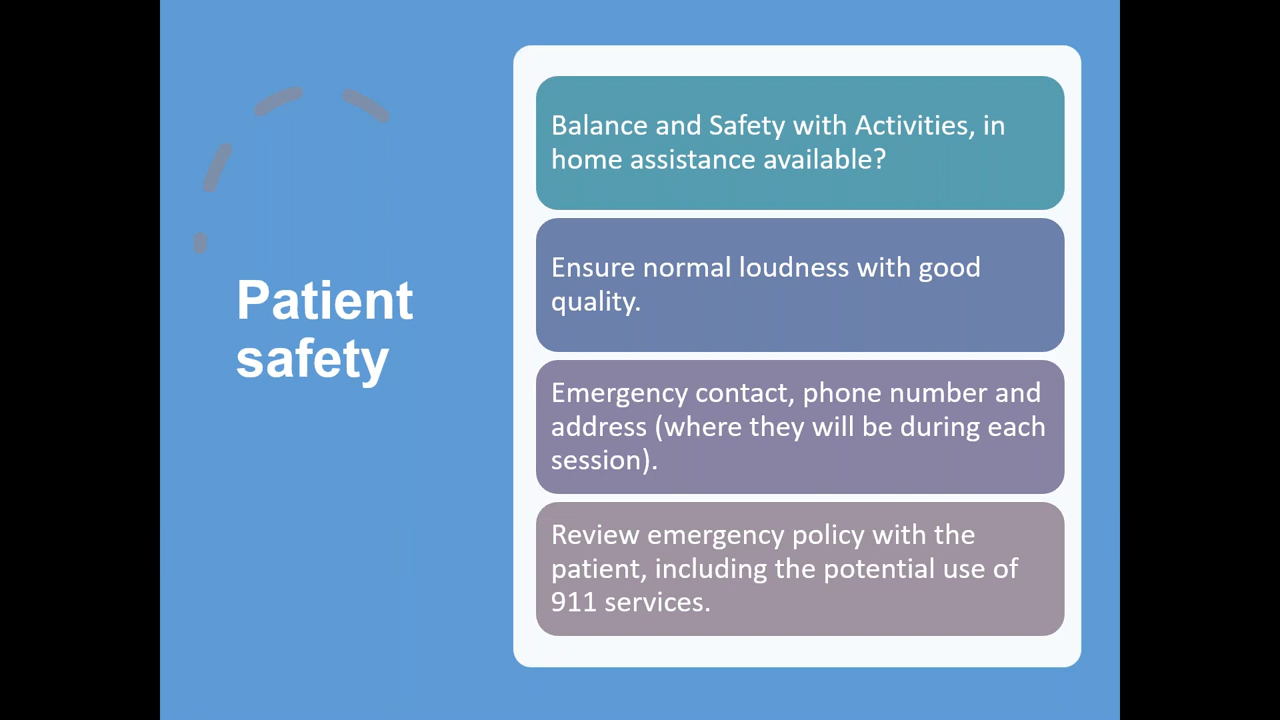 Patient
safety
Balance and Safety with Activities, in
home assistance available?
Ensure normal loudness with good
quality.
Emergency contact, phone number and
address (where they will be during each
session).
Review emergency policy with the
patient, including the potential use of
911 services.